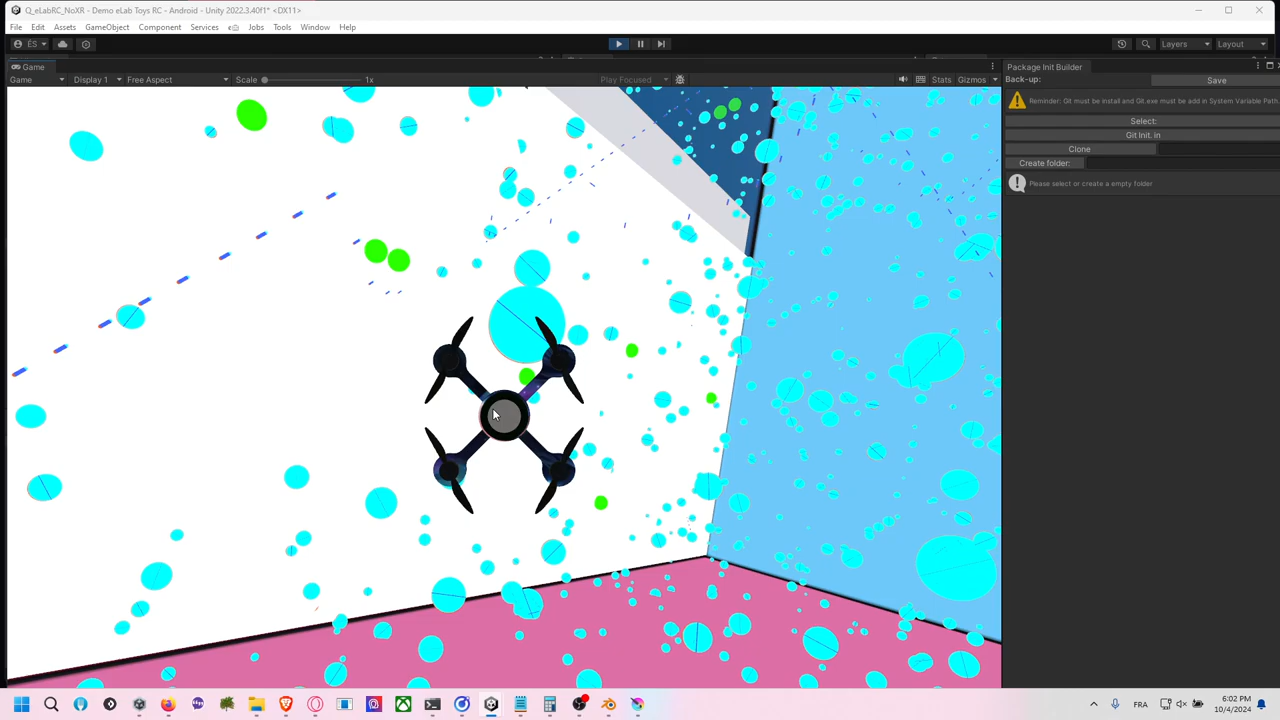 Q_eLabRC_NoXR - Demo eLab Toys RC - Android - Unity 2022.3.40f1* <DX11>
File Edit Assets GameObject Component Services Jobs Tools Window Help
ÉS Layers Layout
Game
Game Display 1 Free Aspect Scale 1x Play Focused Stats Gizmos
Package Init Builder
Back-up: Save
Reminder: Git must be install and Git.exe must be add in System Variable Path.
Select:
Git Init. in
Clone
Create folder:
Please select or create a empty folder
FRA
6:02 PM
10/4/2024